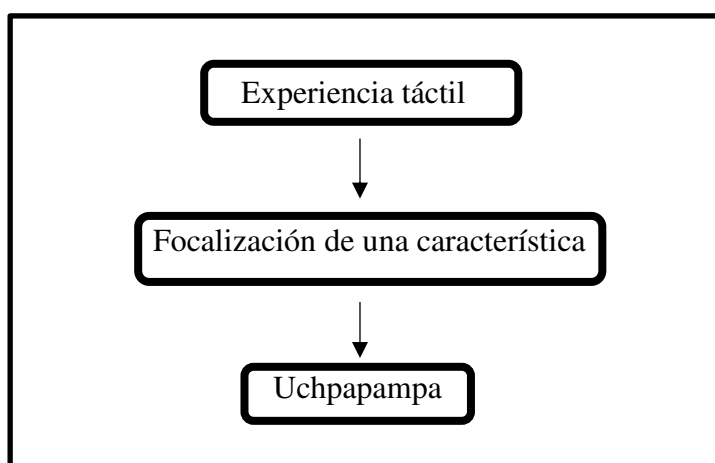 Experiencia táctil
Focalización de una característica
Uchpapampa